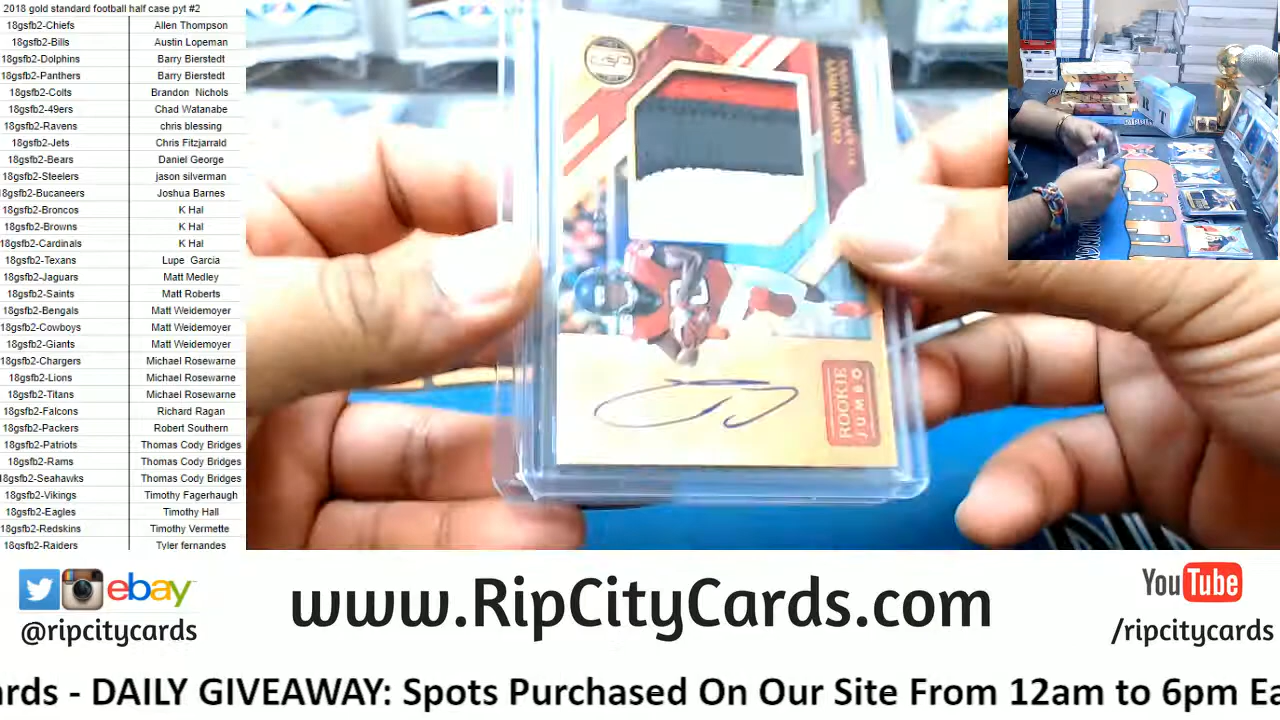 2018 gold standard football half case pyt #2
18gsfb2-Chiefs Allen Thompson
18gsfb2-Bills Austin Lopeman
18gsfb2-Dolphins Barry Bierstedt
18gsfb2-Panthers Barry Bierstedt
18gsfb2-Colts Brandon Nichols
18gsfb2-49ers Chad Watanabe
18gsfb2-Ravens chris blessing
18gsfb2-Jets Chris Fitzjarrald
18gsfb2-Bears Daniel George
18gsfb2-Steelers jason silverman
18gsfb2-Bucaneers Joshua Barnes
18gsfb2-Broncos K Hal
18gsfb2-Browns K Hal
18gsfb2-Cardinals K Hal
18gsfb2-Texans Lupe Garcia
18gsfb2-Jaguars Matt Medley
18gsfb2-Saints Matt Roberts
18gsfb2-Bengals Matt Weidemoyer
18gsfb2-Cowboys Matt Weidemoyer
18gsfb2-Giants Matt Weidemoyer
18gsfb2-Chargers Michael Rosewarne
18gsfb2-Lions Michael Rosewarne
18gsfb2-Titans Michael Rosewarne
18gsfb2-Falcons Richard Ragan
18gsfb2-Packers Robert Southern
18gsfb2-Patriots Thomas Cody Bridges
18gsfb2-Rams Thomas Cody Bridges
18gsfb2-Seahawks Thomas Cody Bridges
18gsfb2-Vikings Timothy Fagerhaugh
18gsfb2-Eagles Timothy Hall
18gsfb2-Redskins Timothy Vermette
18gsfb2-Raiders Tyler fernandes
ROOKIE
JUMBO
ebay
@ripcitycards
www.RipCityCards.com
YouTube
/ripcitycards
ards - DAILY GIVEAWAY: Spots Purchased On Our Site From 12am to 6pm Ea